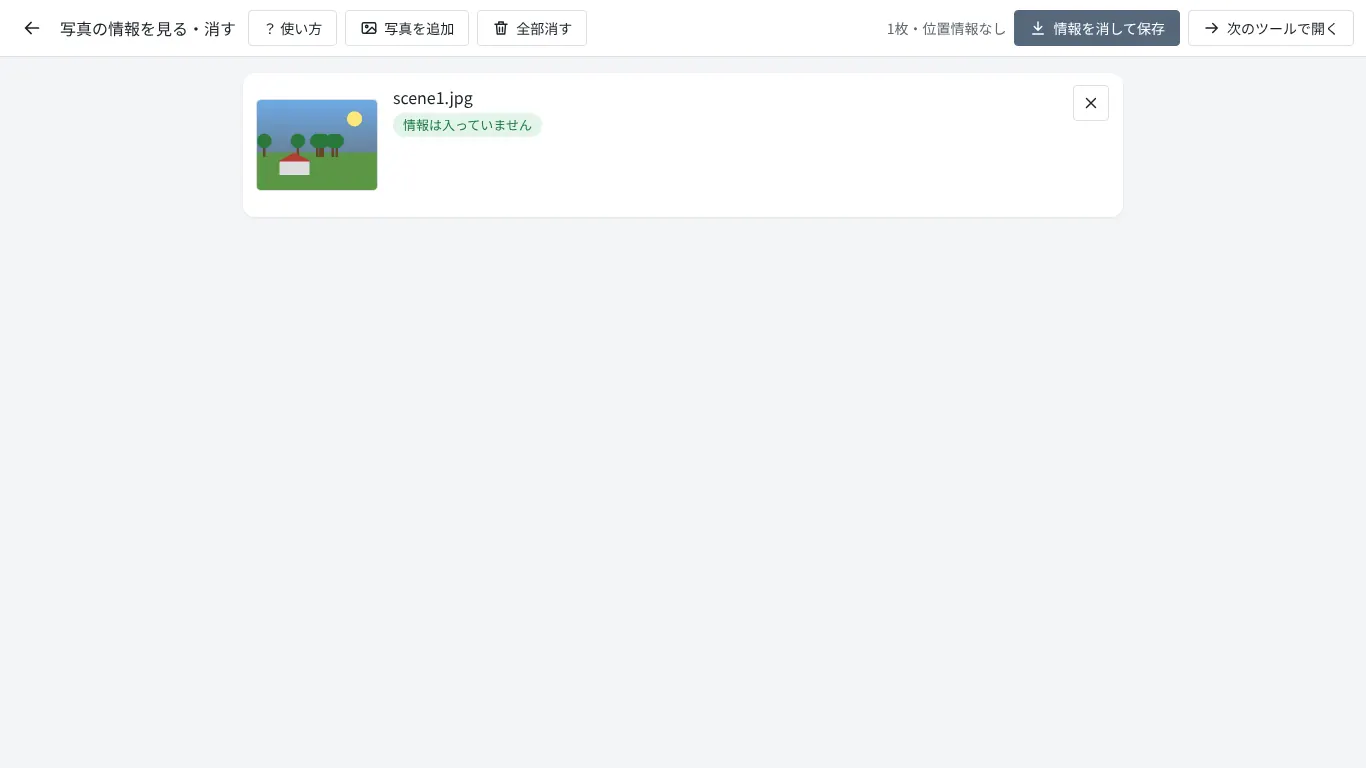 写真の情報を見る・消す
? 使い方
写真を追加
全部消す
1枚・位置情報なし
情報を消して保存
次のツールで開く
scene1.jpg
情報は入っていません